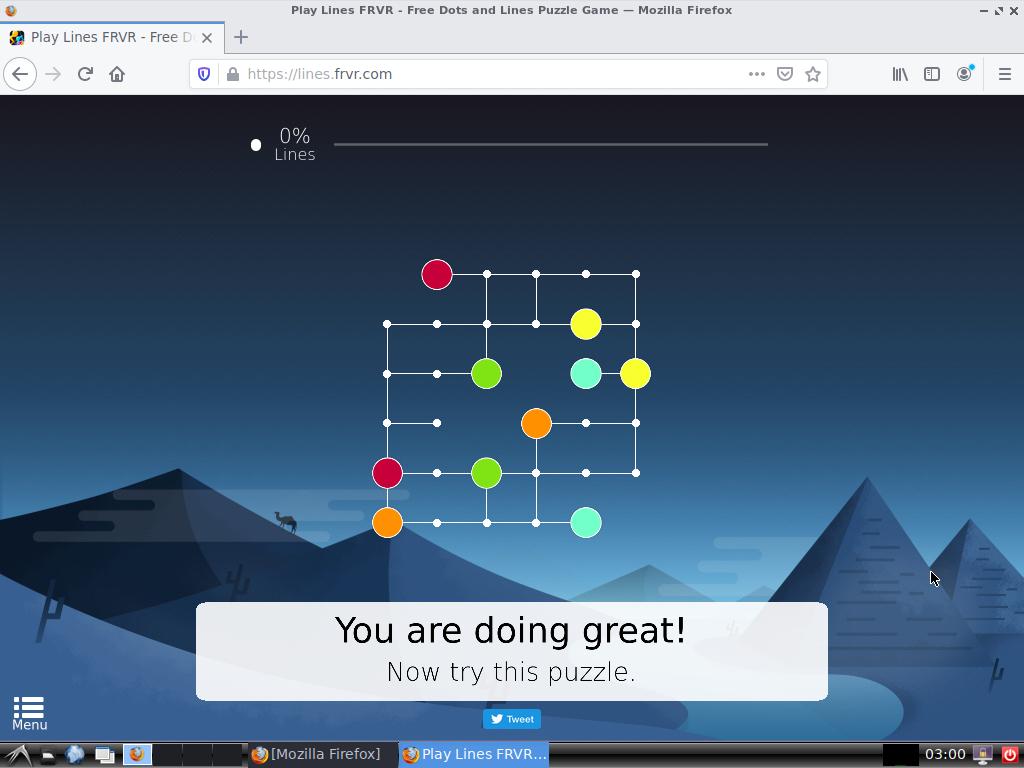 Play Lines FRVR - Free Dots and Lines Puzzle Game — Mozilla Firefox
Play Lines FRVR - Free D
https://lines.frvr.com
0%
Lines
You are doing great!
Now try this puzzle.
Tweet
Menu
[Mozilla Firefox]
Play Lines FRVR...
03:00